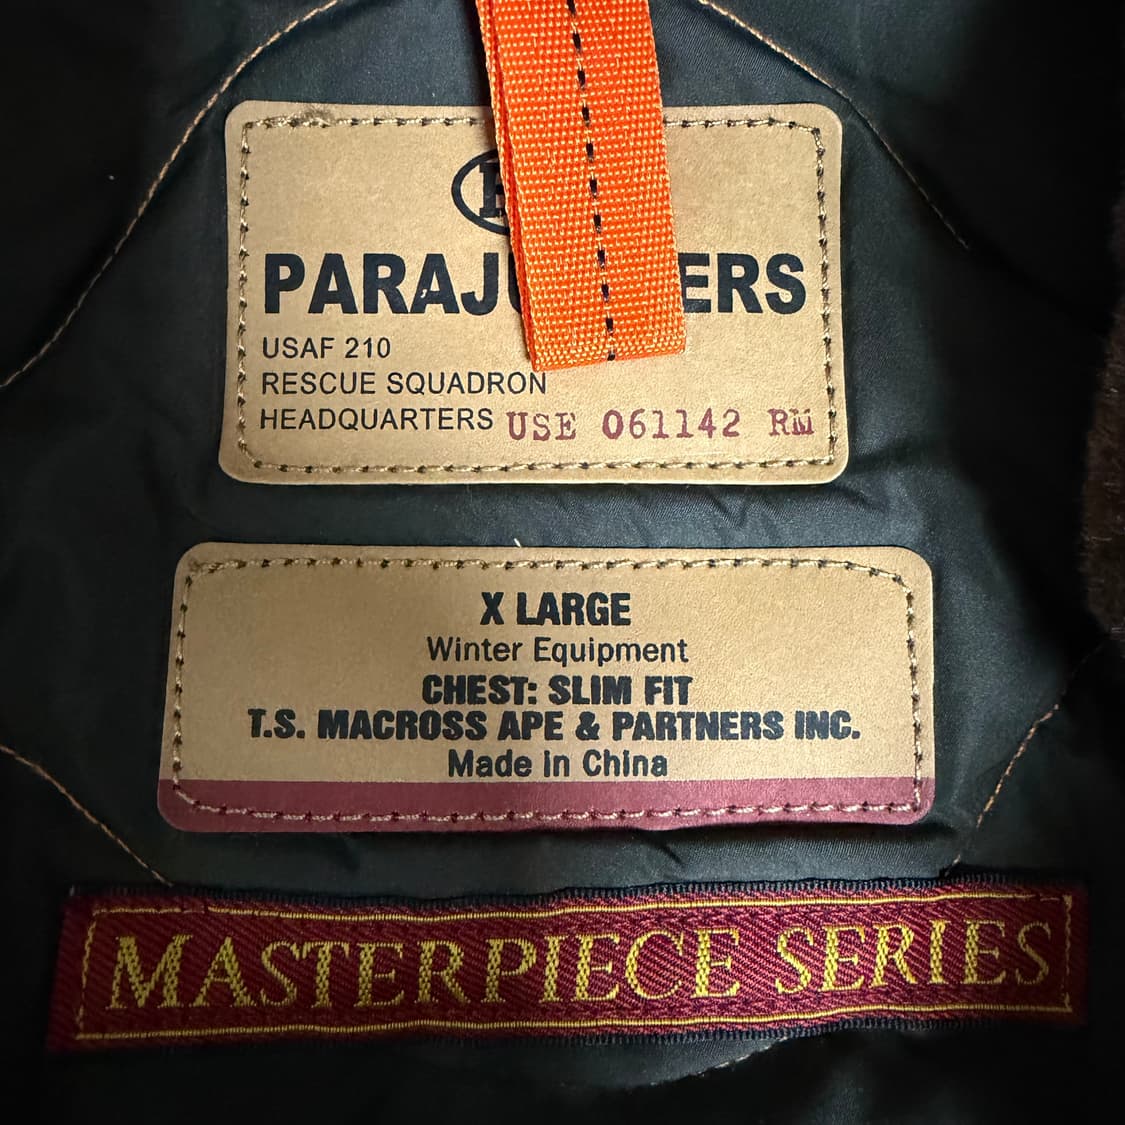 PARAJ ERS
USAF 210
RESCUE SQUADRON
HEADQUARTERS USE 061142 RM
X LARGE
Winter Equipment
CHEST: SLIM FIT
T.S. MACROSS APE & PARTNERS INC.
Made in China
MASTERPIECE SERIES